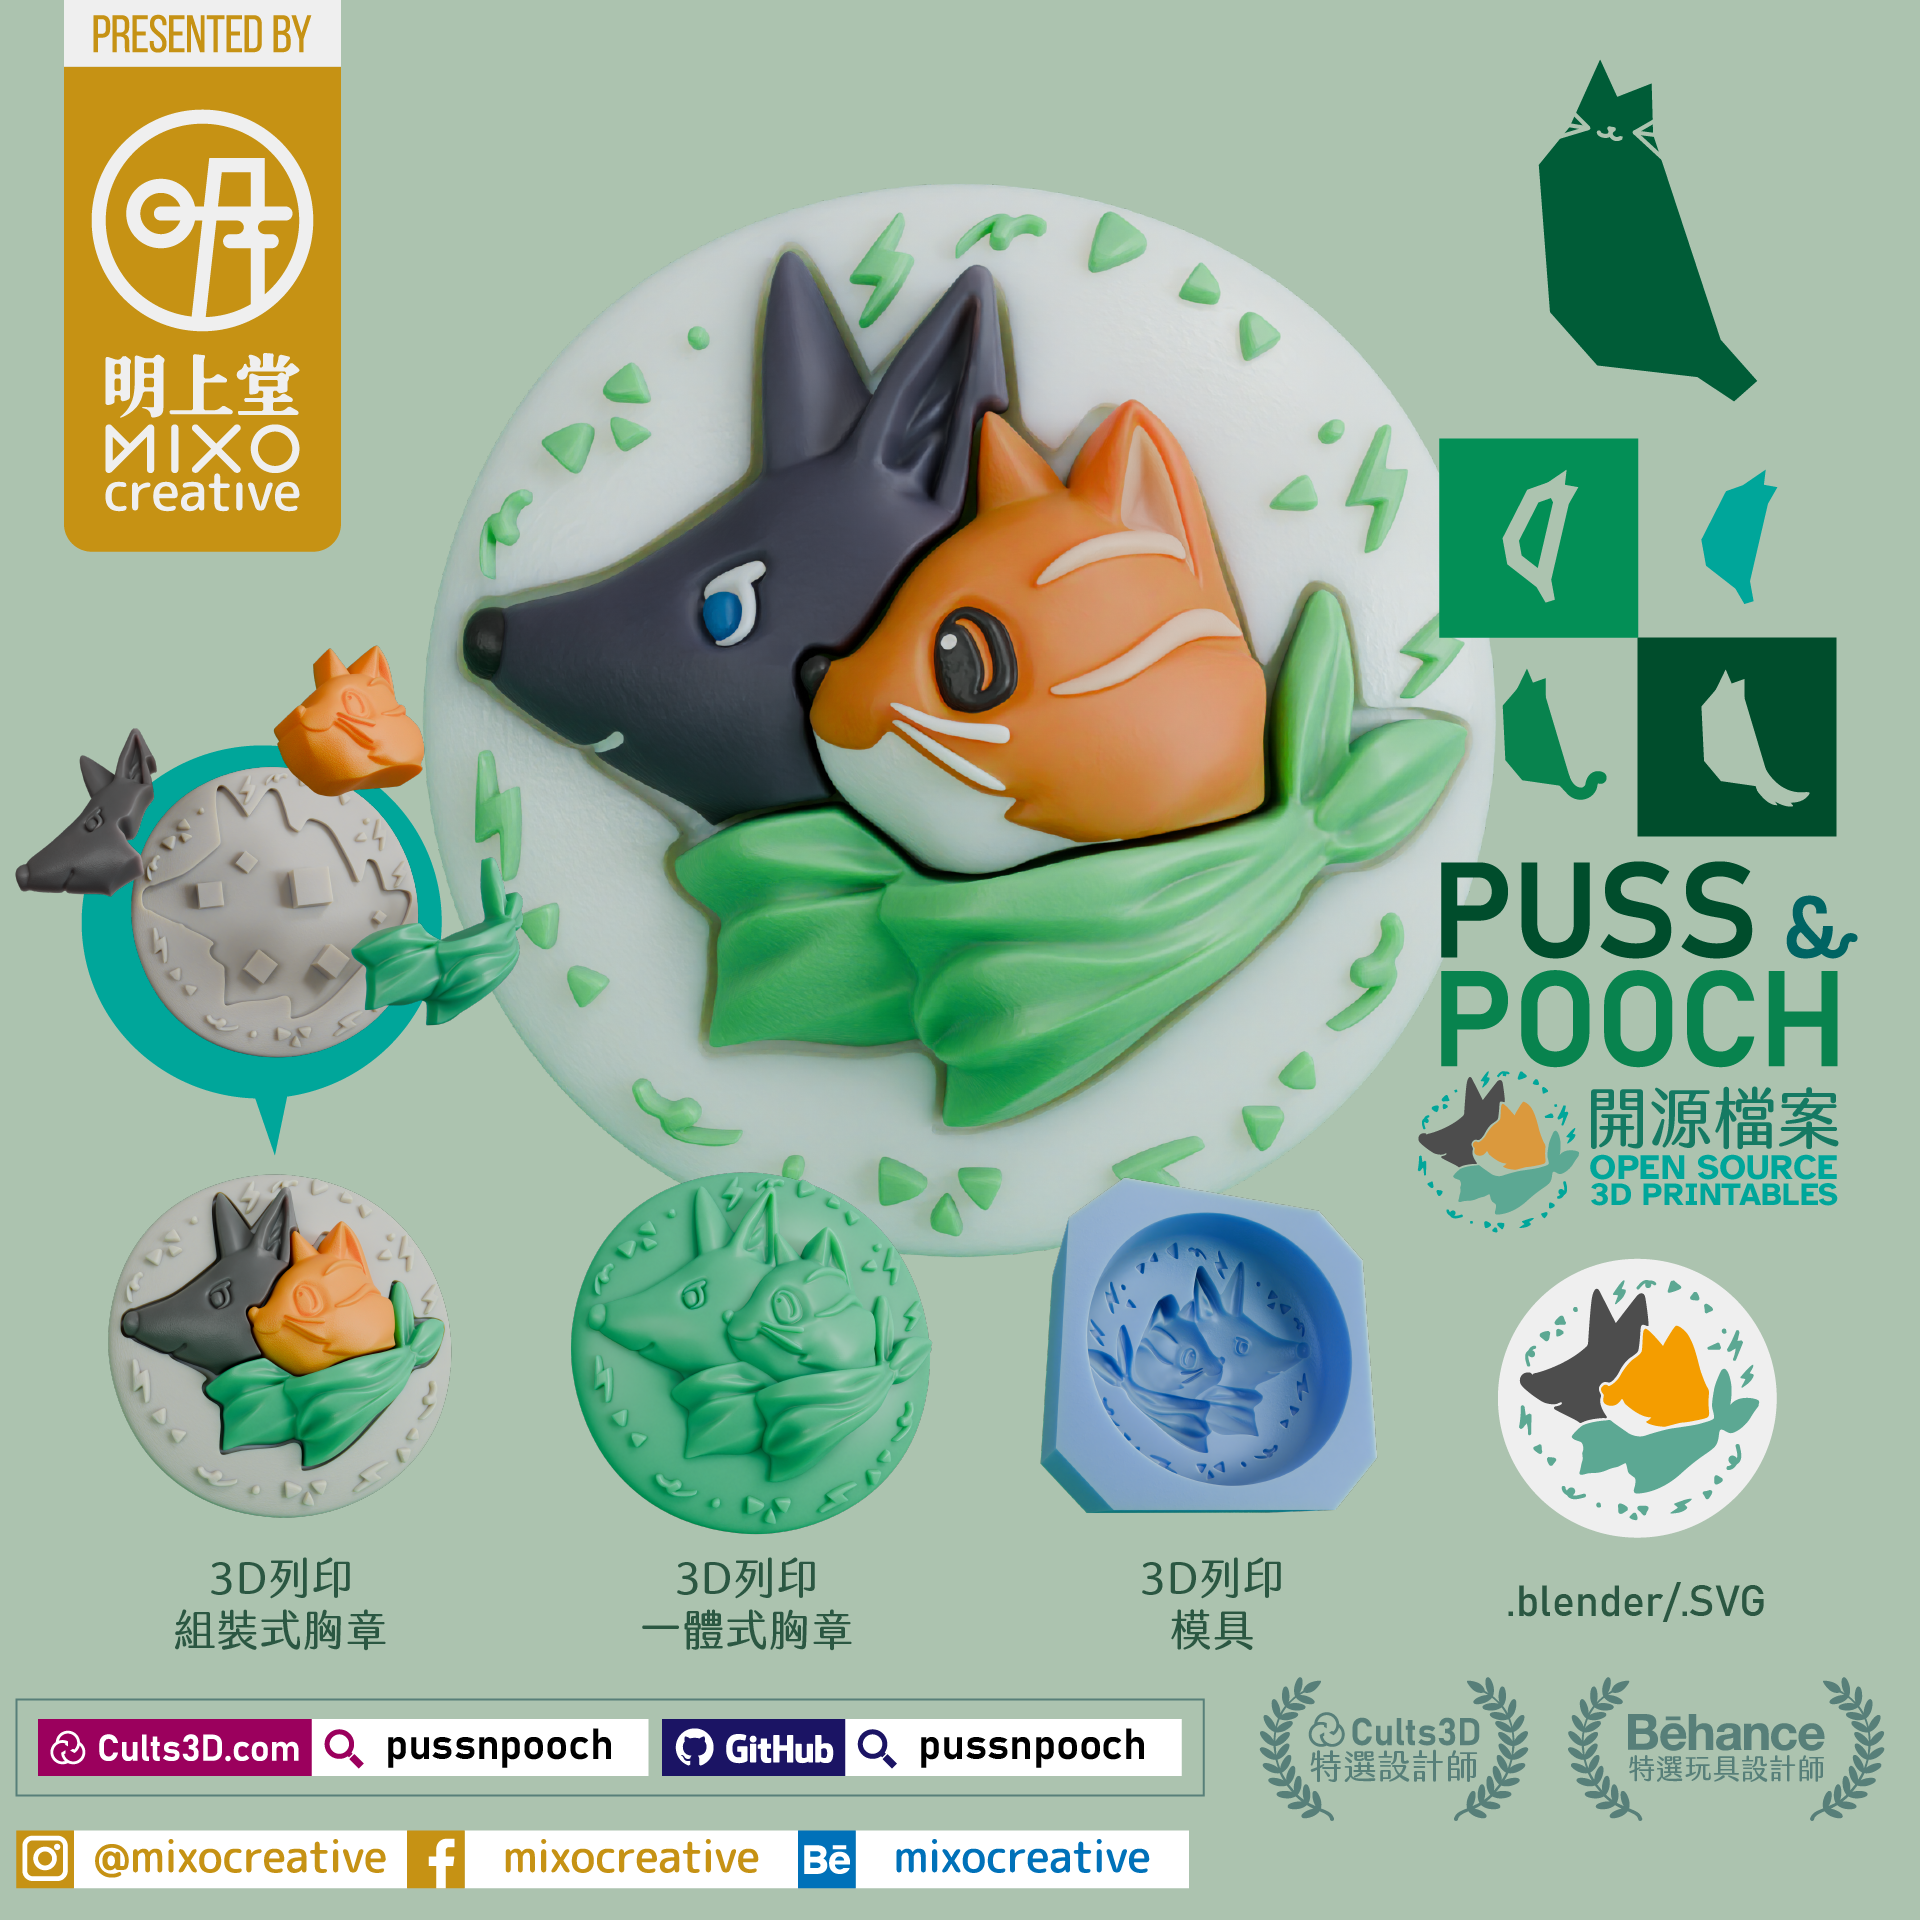 PRESENTED BY
明
明上堂
MIXO
creative
PUSS &
POOCH
開源檔案
OPEN SOURCE
3D PRINTABLES
3D列印
組裝式胸章
3D列印
一體式胸章
3D列印
模具
.blender/.SVG
Cults3D.com
pussnpooch
GitHub
pussnpooch
Cults3D
特選設計師
Bēhance
特選玩具設計師
@mixocreative
f
mixocreative
Bē
mixocreative